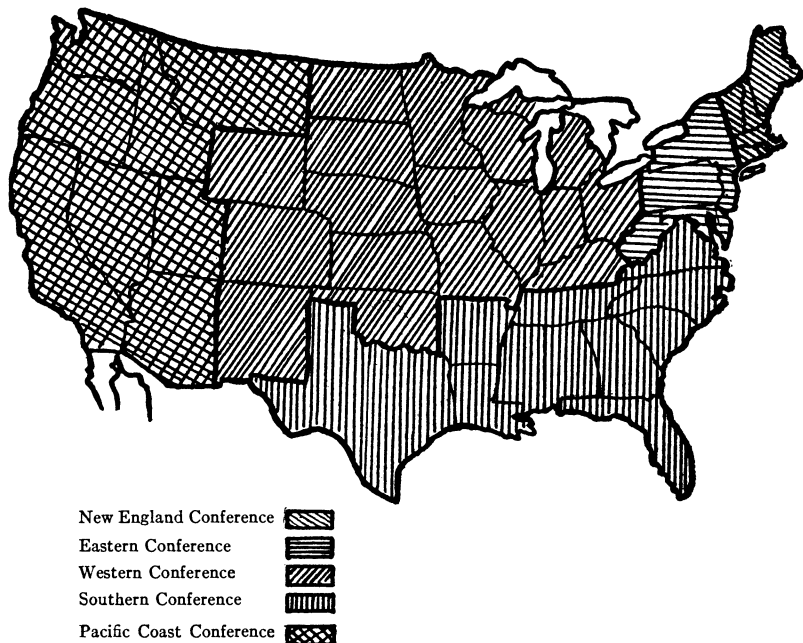 New England Conference
Eastern Conference
Western Conference
Southern Conference
Pacific Coast Conference